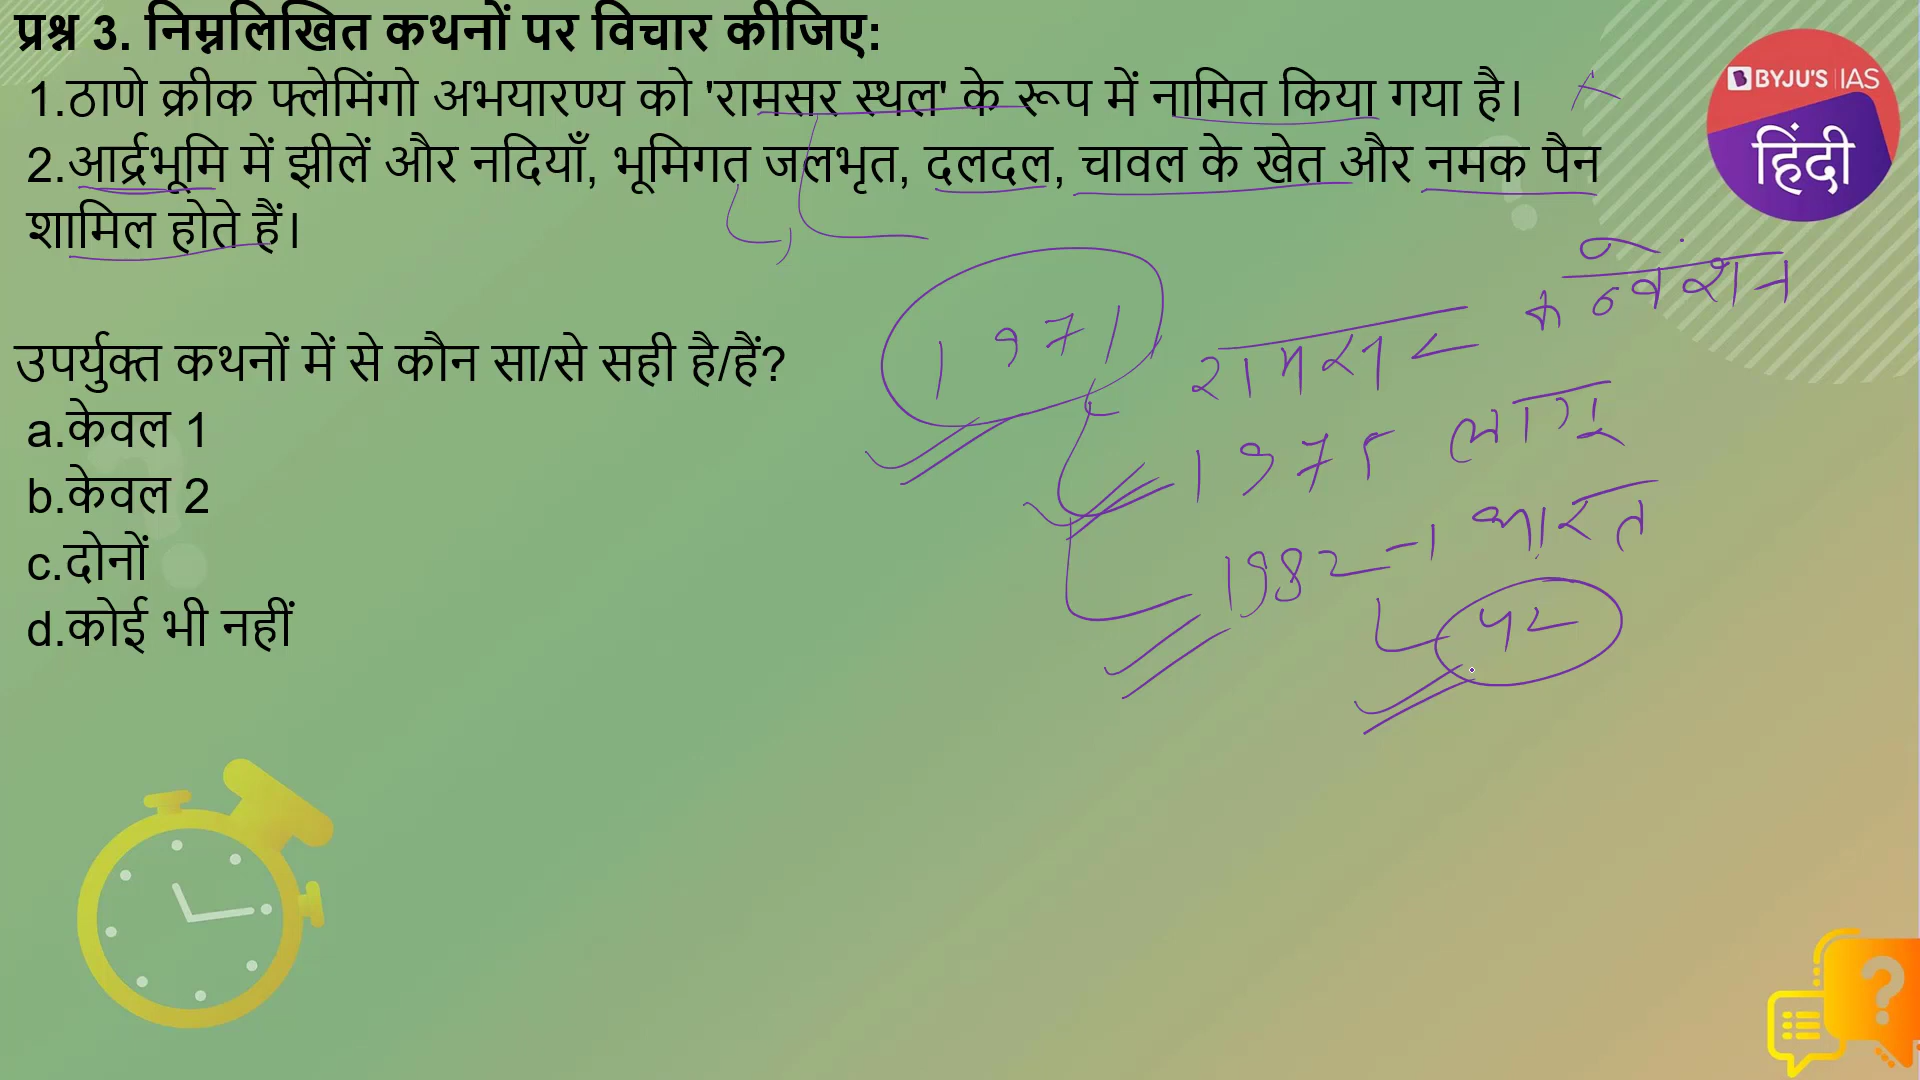 प्रश्न 3. निम्नलिखित कथनों पर विचार कीजिए:
1.ठाणे क्रीक फ्लेमिंगो अभयारण्य को 'रामसर स्थल' के रूप में नामित किया गया है।
2.आर्द्रभूमि में झीलें और नदियाँ, भूमिगत जलभृत, दलदल, चावल के खेत और नमक पैन
शामिल होते हैं।
BYJU'S IAS
हिंदी
कन्वेंशन
1971
रामसर
उपर्युक्त कथनों में से कौन सा/से सही है/हैं?
a.केवल 1
1975 लागू
b.केवल 2
1982 भारत
c.दोनों
42
d.कोई भी नहीं